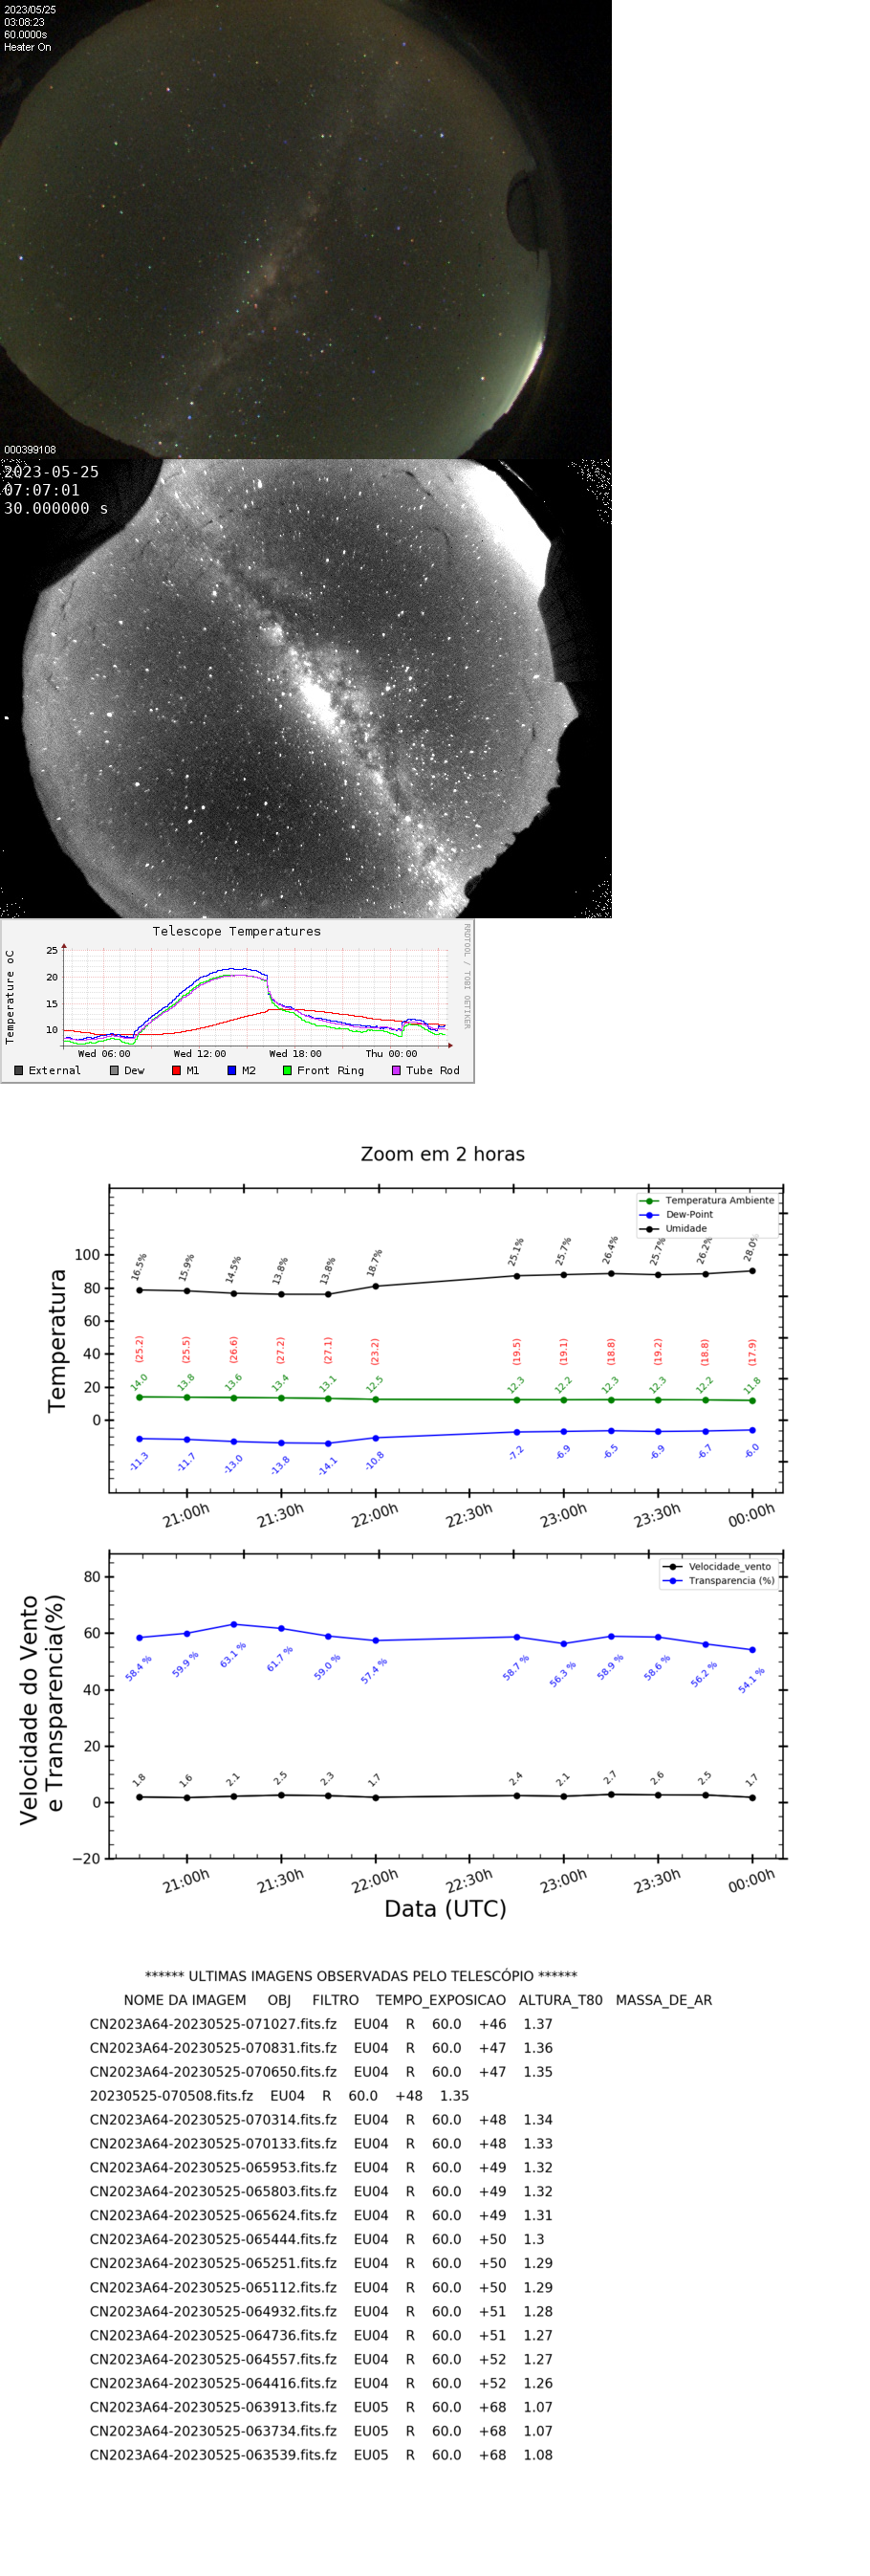 2023/05/25
03:08:23
60.0000s
Heater On
000399108
2023-05-25
07:07:01
30.000000 s
Telescope Temperatures
RRDTOOL / TOBI OETIKER
Temperature oC
25
20
15
10
Wed 06:00 Wed 12:00 Wed 18:00 Thu 00:00
External Dew M1 M2 Front Ring Tube Rod
Zoom em 2 horas
Temperatura Ambiente
Dew-Point
Umidade
Temperatura
100
80
60
40
20
0
16.5% 15.9% 14.5% 13.8% 13.8% 18.7% 25.1% 25.7% 26.4% 25.7% 26.2% 28.0%
(25.2) (25.5) (26.6) (27.2) (27.1) (23.2) (19.5) (19.1) (18.8) (19.2) (18.8) (17.9)
14.0 13.8 13.6 13.4 13.1 12.5 12.3 12.2 12.3 12.3 12.2 11.8
-11.3 -11.7 -13.0 -13.8 -14.1 -10.8 -7.2 -6.9 -6.5 -6.9 -6.7 -6.0
21:00h 21:30h 22:00h 22:30h 23:00h 23:30h 00:00h
Velocidade_vento
Transparencia (%)
Velocidade do Vento
e Transparencia(%)
80
60
40
20
0
−20
58.4 % 59.9 % 63.1 % 61.7 % 59.0 % 57.4 % 58.7 % 56.3 % 58.9 % 58.6 % 56.2 % 54.1 %
1.8 1.6 2.1 2.5 2.3 1.7 2.4 2.1 2.7 2.6 2.5 1.7
21:00h 21:30h 22:00h 22:30h 23:00h 23:30h 00:00h
Data (UTC)
****** ULTIMAS IMAGENS OBSERVADAS PELO TELESCÓPIO ******
NOME DA IMAGEM OBJ FILTRO TEMPO_EXPOSICAO ALTURA_T80 MASSA_DE_AR
CN2023A64-20230525-071027.fits.fz EU04 R 60.0 +46 1.37
CN2023A64-20230525-070831.fits.fz EU04 R 60.0 +47 1.36
CN2023A64-20230525-070650.fits.fz EU04 R 60.0 +47 1.35
20230525-070508.fits.fz EU04 R 60.0 +48 1.35
CN2023A64-20230525-070314.fits.fz EU04 R 60.0 +48 1.34
CN2023A64-20230525-070133.fits.fz EU04 R 60.0 +48 1.33
CN2023A64-20230525-065953.fits.fz EU04 R 60.0 +49 1.32
CN2023A64-20230525-065803.fits.fz EU04 R 60.0 +49 1.32
CN2023A64-20230525-065624.fits.fz EU04 R 60.0 +49 1.31
CN2023A64-20230525-065444.fits.fz EU04 R 60.0 +50 1.3
CN2023A64-20230525-065251.fits.fz EU04 R 60.0 +50 1.29
CN2023A64-20230525-065112.fits.fz EU04 R 60.0 +50 1.29
CN2023A64-20230525-064932.fits.fz EU04 R 60.0 +51 1.28
CN2023A64-20230525-064736.fits.fz EU04 R 60.0 +51 1.27
CN2023A64-20230525-064557.fits.fz EU04 R 60.0 +52 1.27
CN2023A64-20230525-064416.fits.fz EU04 R 60.0 +52 1.26
CN2023A64-20230525-063913.fits.fz EU05 R 60.0 +68 1.07
CN2023A64-20230525-063734.fits.fz EU05 R 60.0 +68 1.07
CN2023A64-20230525-063539.fits.fz EU05 R 60.0 +68 1.08